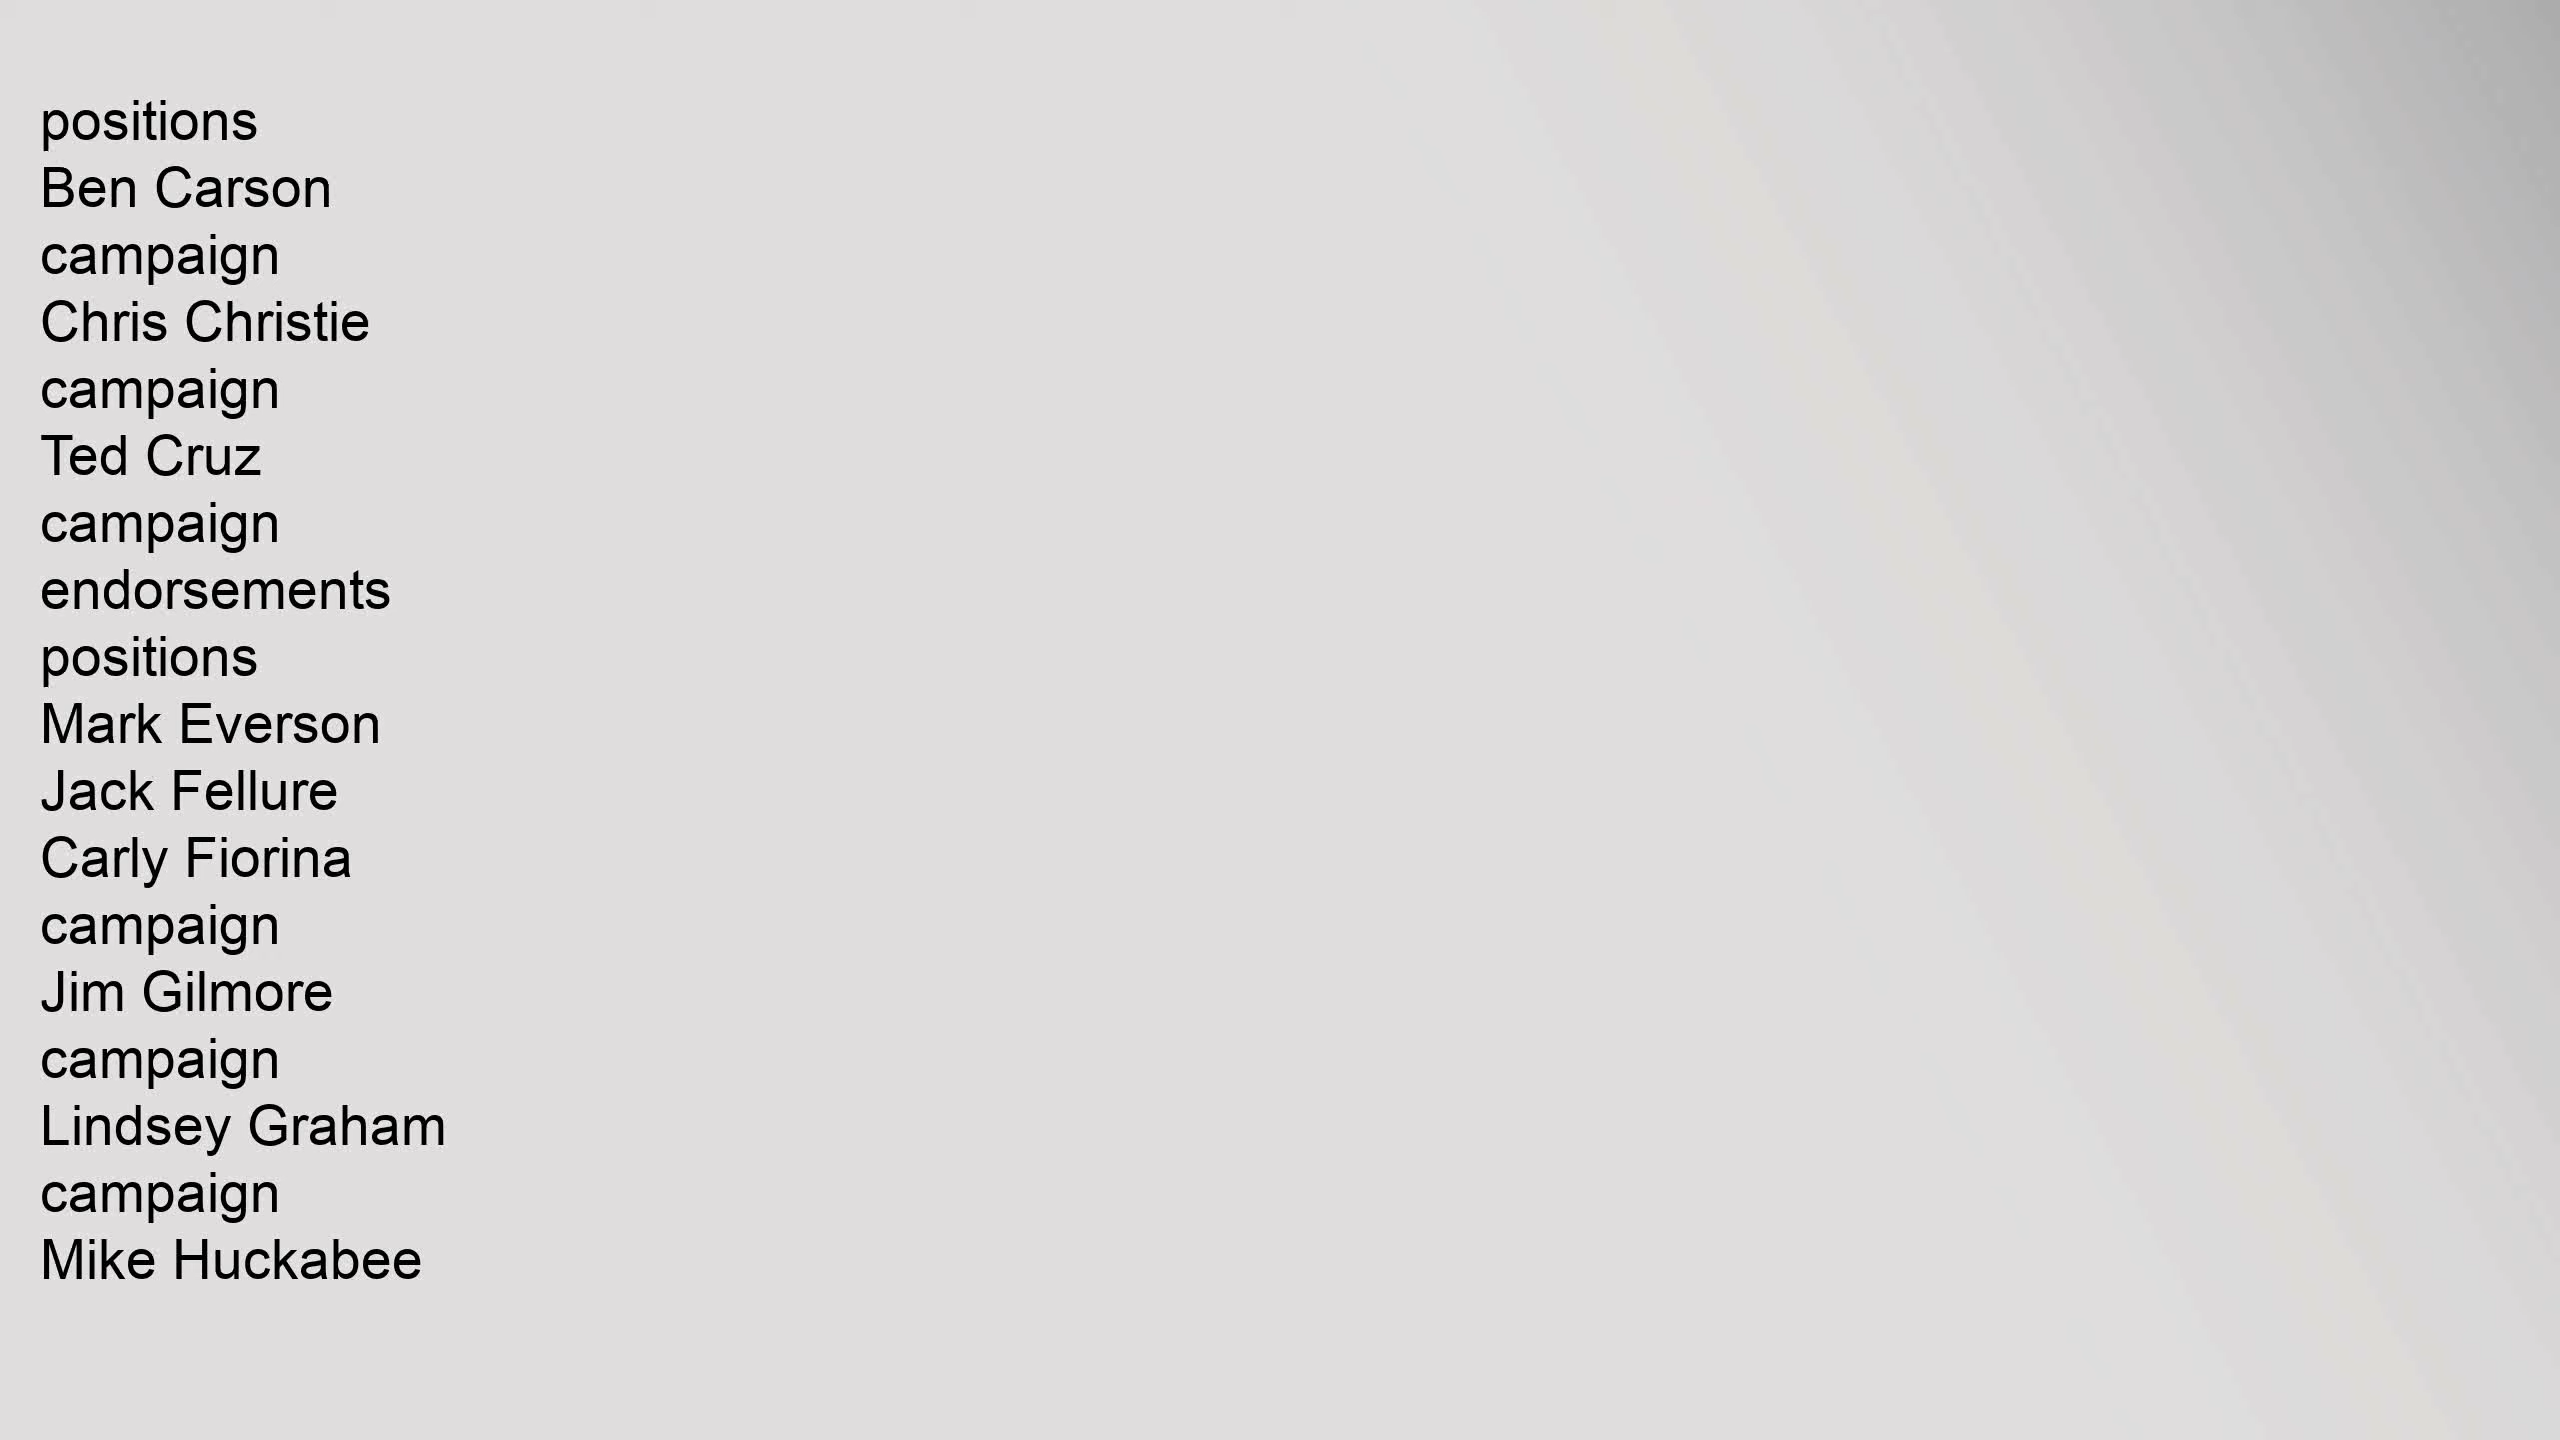 positions
Ben Carson
campaign
Chris Christie
campaign
Ted Cruz
campaign
endorsements
positions
Mark Everson
Jack Fellure
Carly Fiorina
campaign
Jim Gilmore
campaign
Lindsey Graham
campaign
Mike Huckabee